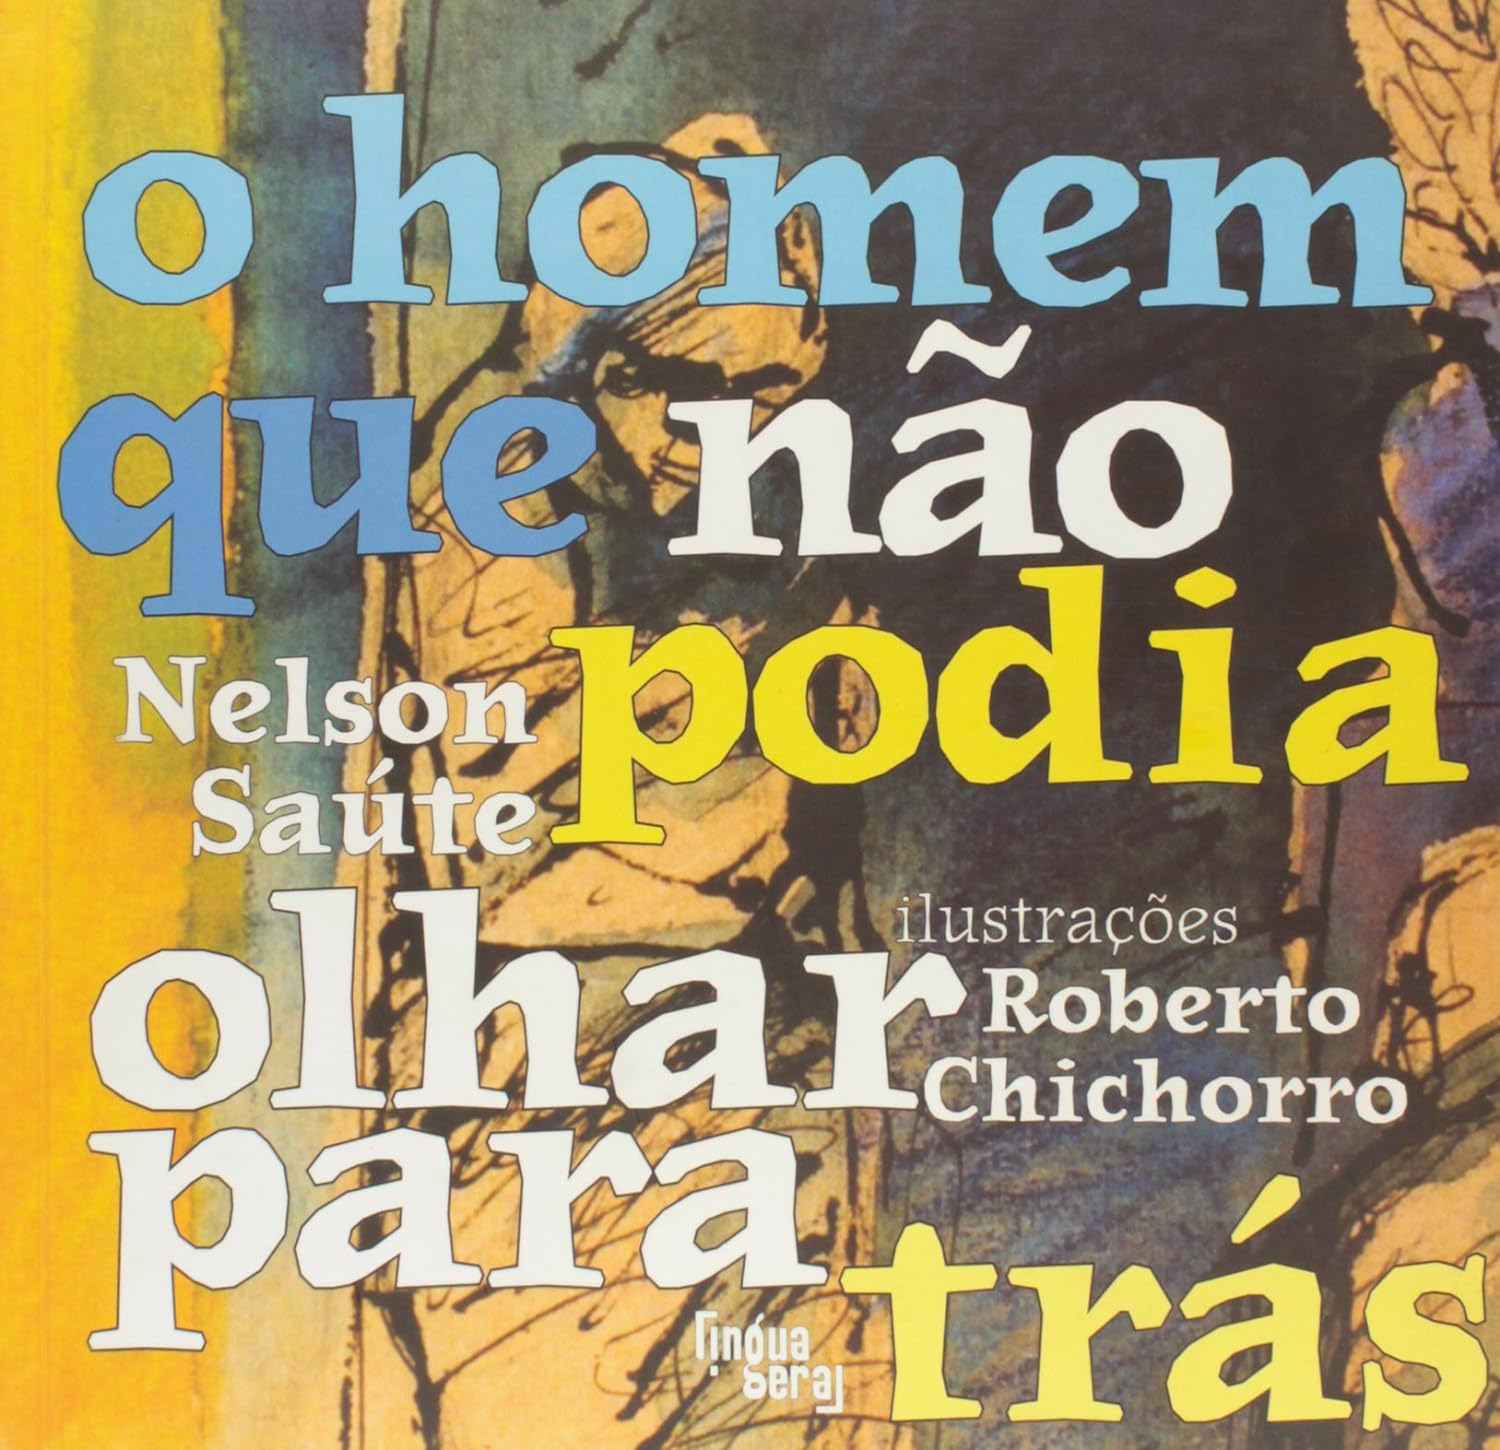 o homem
que não
podia
Nelson
Saúte
olhar
ilustrações
Roberto
Chichorro
para
trás
língua
geral